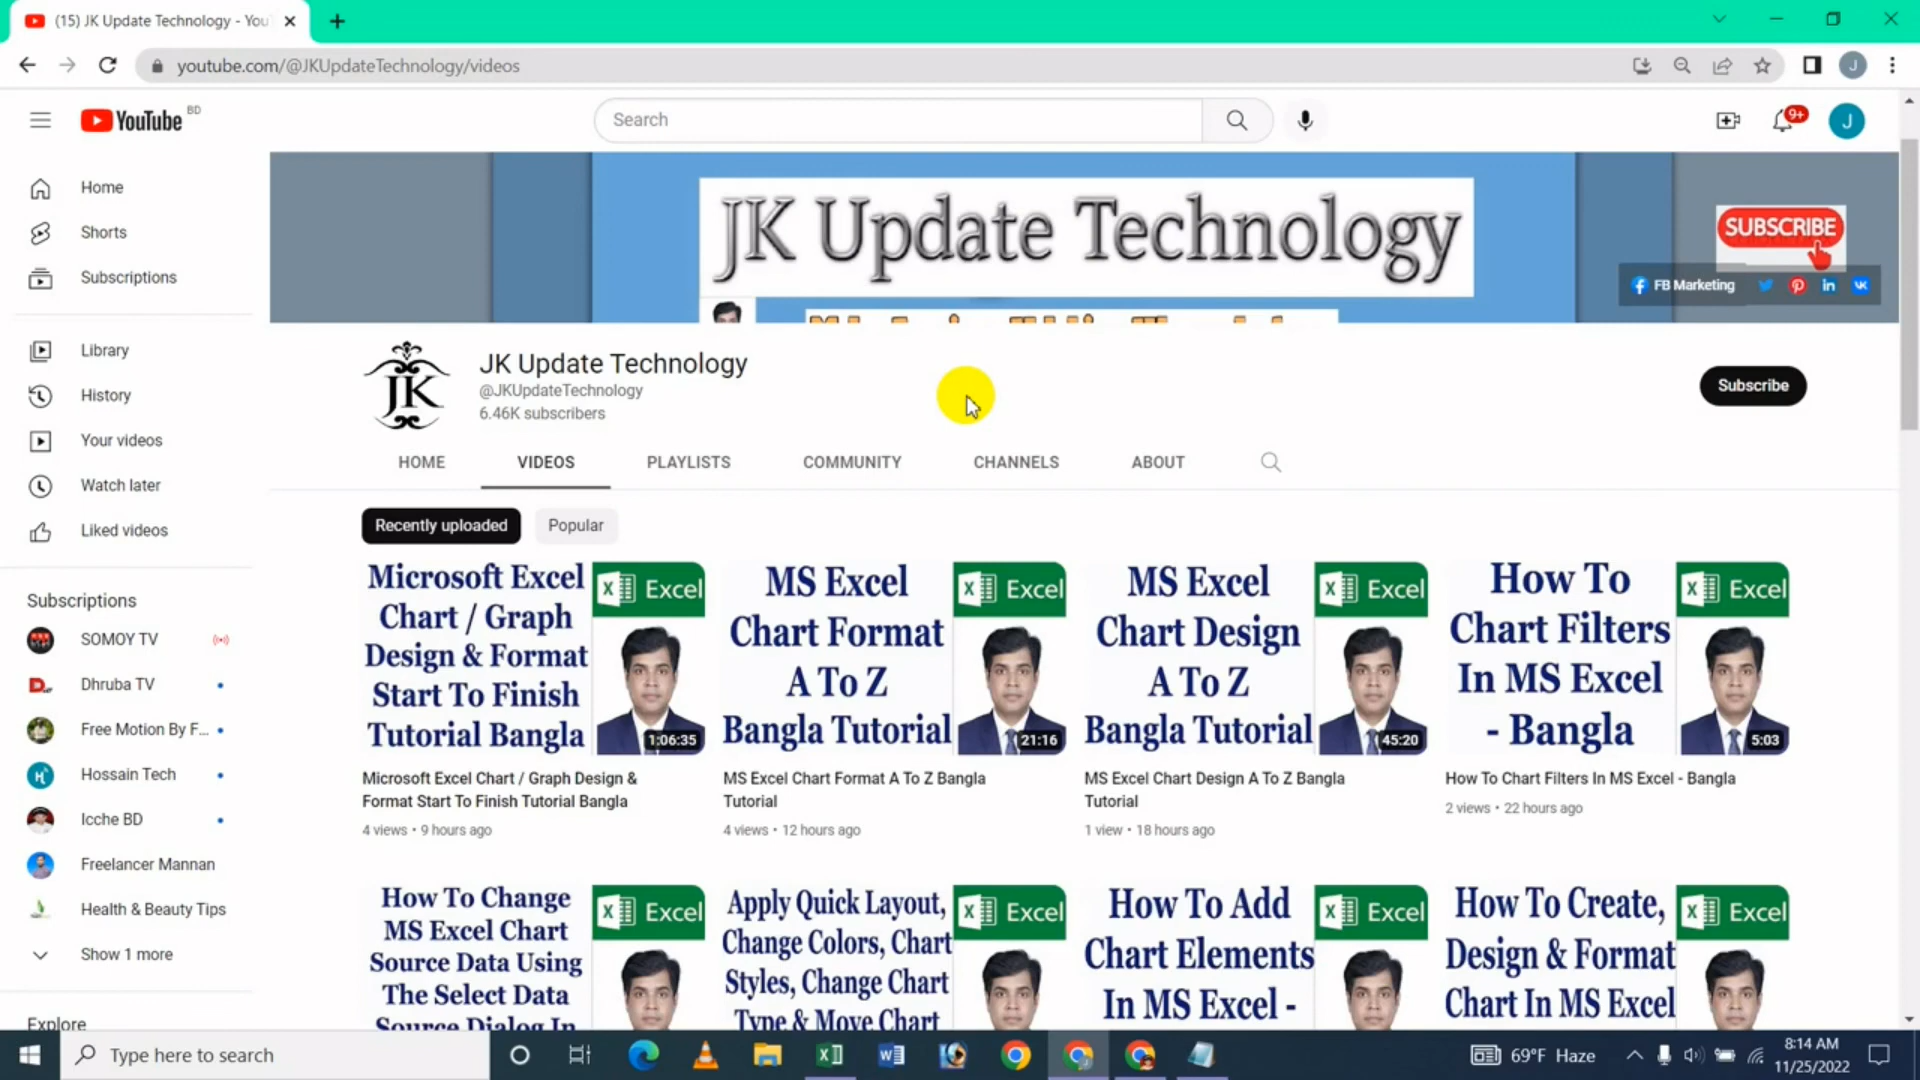 (15) JK Update Technology - You
youtube.com/@JKUpdateTechnology/videos
J
YouTube BD
Search
9+
J
Home
Shorts
Subscriptions
Library
History
Your videos
Watch later
Liked videos
Subscriptions
SOMOY TV
Dhruba TV
Free Motion By F...
Hossain Tech
Icche BD
Freelancer Mannan
Health & Beauty Tips
Show 1 more
Explore
JK Update Technology
SUBSCRIBE
FB Marketing
JK
JK Update Technology
@JKUpdateTechnology
6.46K subscribers
Subscribe
HOME
VIDEOS
PLAYLISTS
COMMUNITY
CHANNELS
ABOUT
Recently uploaded
Popular
Microsoft Excel
Chart / Graph
Design & Format
Start To Finish
Tutorial Bangla
Excel
1:06:35
Microsoft Excel Chart / Graph Design &
Format Start To Finish Tutorial Bangla
4 views • 9 hours ago
MS Excel
Chart Format
A To Z
Bangla Tutorial
Excel
21:16
MS Excel Chart Format A To Z Bangla
Tutorial
4 views • 12 hours ago
MS Excel
Chart Design
A To Z
Bangla Tutorial
Excel
45:20
MS Excel Chart Design A To Z Bangla
Tutorial
1 view • 18 hours ago
How To
Chart Filters
In MS Excel
- Bangla
Excel
5:03
How To Chart Filters In MS Excel - Bangla
2 views • 22 hours ago
How To Change
MS Excel Chart
Source Data Using
The Select Data
Source Dialog In
Excel
Apply Quick Layout,
Change Colors, Chart
Styles, Change Chart
Type & Move Chart
Excel
How To Add
Chart Elements
In MS Excel -
Excel
How To Create,
Design & Format
Chart In MS Excel
Excel
Type here to search
69°F Haze
8:14 AM
11/25/2022